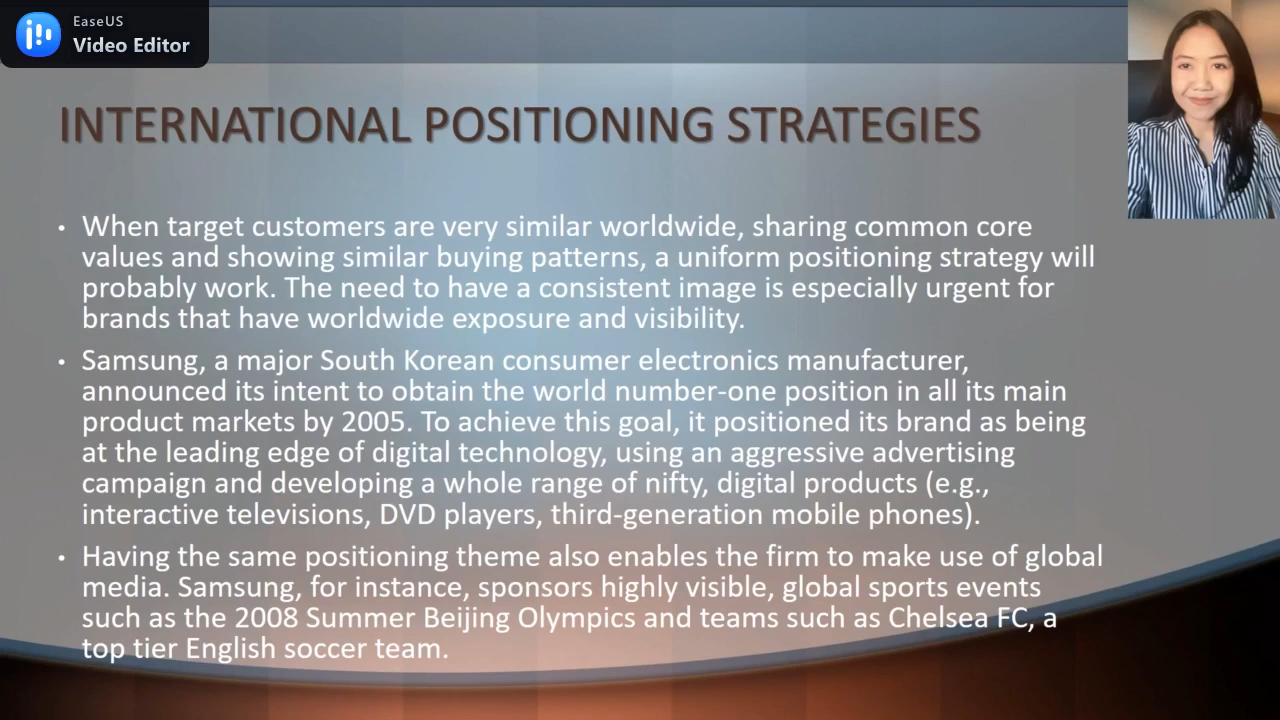 EaseUS
Video Editor
INTERNATIONAL POSITIONING STRATEGIES
• When target customers are very similar worldwide, sharing common core
values and showing similar buying patterns, a uniform positioning strategy will
probably work. The need to have a consistent image is especially urgent for
brands that have worldwide exposure and visibility.
• Samsung, a major South Korean consumer electronics manufacturer,
announced its intent to obtain the world number-one position in all its main
product markets by 2005. To achieve this goal, it positioned its brand as being
at the leading edge of digital technology, using an aggressive advertising
campaign and developing a whole range of nifty, digital products (e.g.,
interactive televisions, DVD players, third-generation mobile phones).
• Having the same positioning theme also enables the firm to make use of global
media. Samsung, for instance, sponsors highly visible, global sports events
such as the 2008 Summer Beijing Olympics and teams such as Chelsea FC, a
top tier English soccer team.